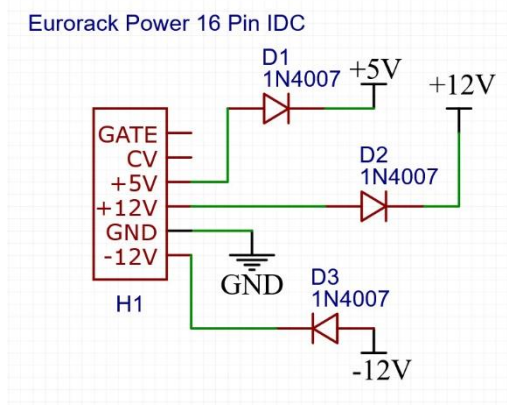 Eurorack Power 16 Pin IDC
D1
1N4007
+5V
+12V
GATE
CV
+5V
+12V
GND
-12V
H1
D2
1N4007
GND
D3
1N4007
-12V